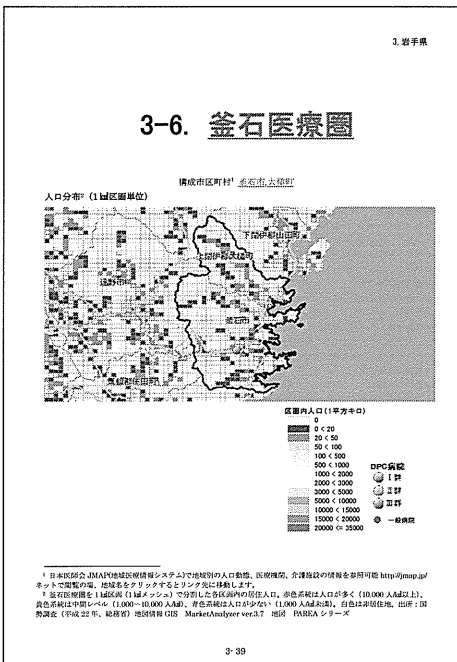 3. 岩手県
3-6. 釜石医療圏
構成市区町村¹ 釜石市,大槌町
人口分布² (1 ㎢区画単位)
下閉伊郡山田町
上閉伊郡大槌町
遠野市
釜石市
気仙郡住田町
区画内人口(1平方キロ)
0
0 < 20
20 < 50
50 < 100
100 < 500
500 < 1000
1000 < 2000
2000 < 3000
3000 < 5000
5000 < 10000
10000 < 15000
15000 < 20000
20000 <= 35000
DPC病院
Ⅰ群
Ⅱ群
Ⅲ群
一般病院
¹ 日本医師会 JMAP(地域医療情報システム)で地域別の人口動態、医療機関、介護施設の情報を参照可能 http://jmap.jp/
ネットで閲覧の場、地域名をクリックするとリンク先に移動します。
² 釜石医療圏を 1 ㎢区画(1 ㎢メッシュ)で分割した各区画内の居住人口。赤色系統は人口が多く(10,000 人/㎢以上)、
黄色系統は中間レベル(1,000～10,000 人/㎢)、青色系統は人口が少ない(1,000 人/㎢未満)。白色は非居住地。出所：国
勢調査(平成 22 年、総務省) 地図情報 GIS MarketAnalyzer ver.3.7 地図 PAREA シリーズ
3- 39